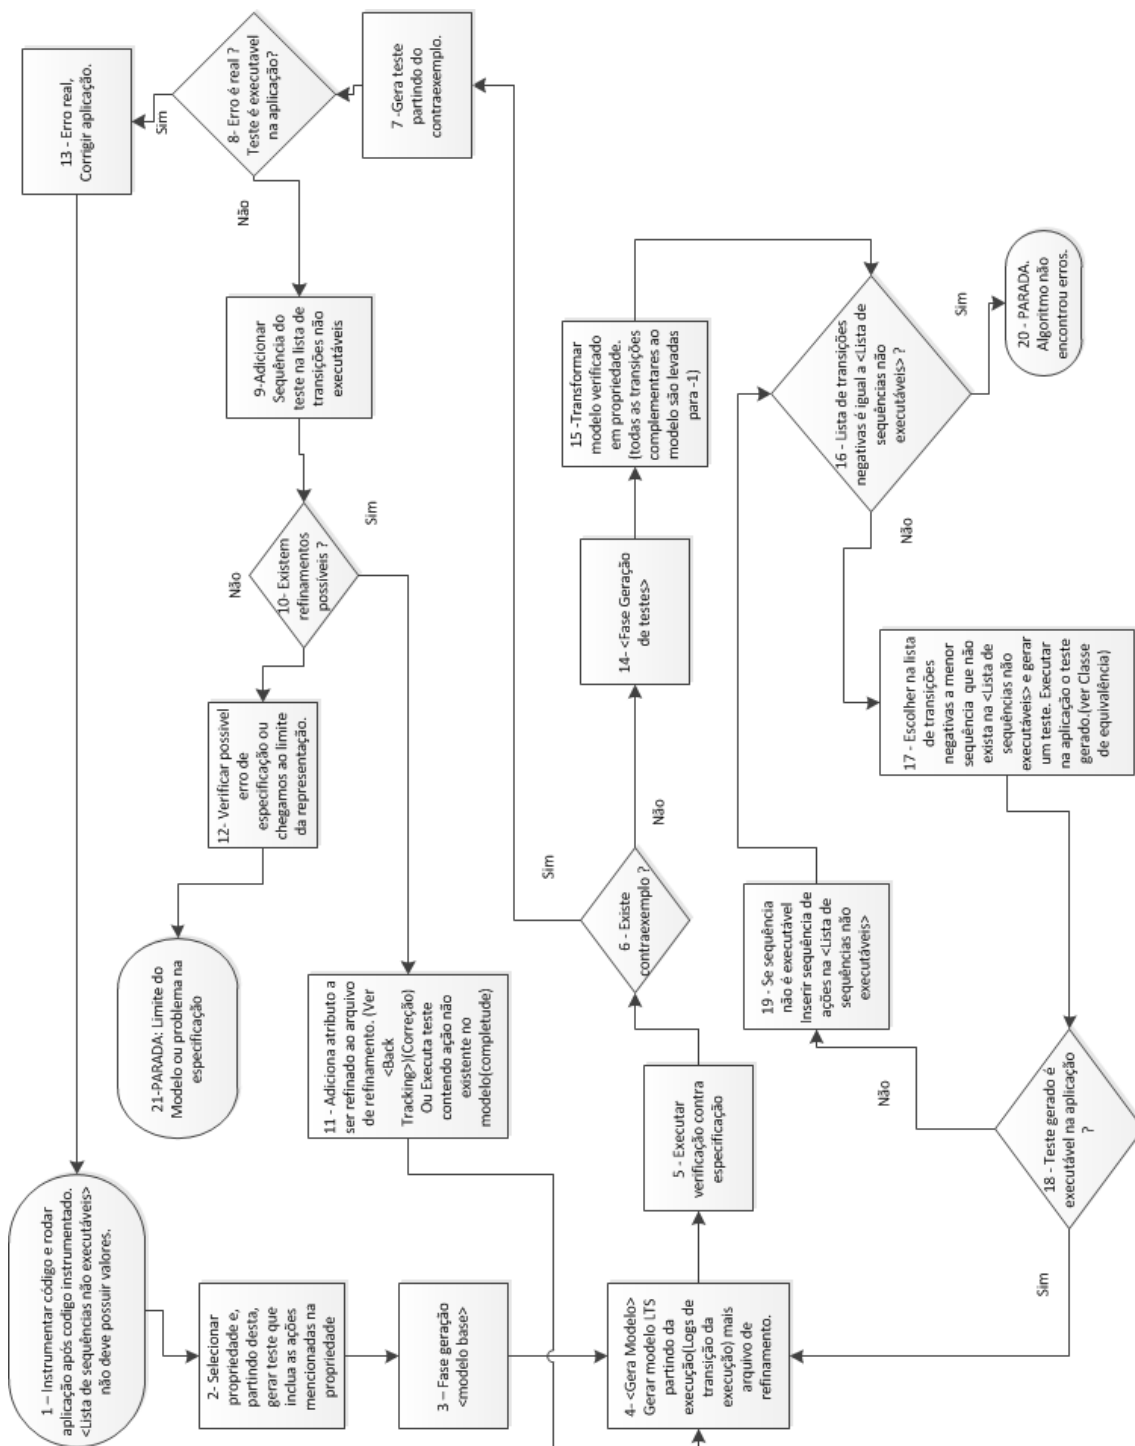 1 – Instrumentar código e rodar
aplicação após codigo instrumentado.
<Lista de sequências não executáveis>
não deve possuir valores.
2- Selecionar
propriedade e,
partindo desta,
gerar teste que
inclua as ações
mencionadas na
propriedade
3 – Fase geração
<modelo base>
4- <Gera Modelo>
Gerar modelo LTS
partindo da
execução(Logs de
transição da
execução) mais
arquivo de
refinamento.
5 - Executar
verificação contra
especificação
6 - Existe
contraexemplo ?
Sim
Não
7 -Gera teste
partindo do
contraexemplo.
8- Erro é real ?
Teste é executavel
na aplicação?
Sim
Não
9-Adicionar
Sequência do
teste na lista de
transições não
executáveis
10- Existem
refinamentos
possíveis ?
Não
Sim
11 - Adiciona atributo a
ser refinado ao arquivo
de refinamento. (Ver
<Back
Tracking>)(Correção)
Ou Executa teste
contendo ação não
existente no
modelo(completude)
12- Verificar possivel
erro de
especificação ou
chegamos ao limite
da representação.
13 - Erro real,
Corrigir aplicação.
14- <Fase Geração
de testes>
15 -Transformar
modelo verificado
em propriedade.
(todas as transições
complementares ao
modelo são levadas
para -1)
16 - Lista de transições
negativas é igual a <Lista de
sequências não
executáveis> ?
Sim
Não
17 - Escolher na lista
de transições
negativas a menor
sequência que não
exista na <Lista de
sequências não
executáveis> e gerar
um teste. Executar
na aplicação o teste
gerado.(ver Classe
de equivalência)
18 - Teste gerado é
executável na aplicação
?
Sim
Não
19 - Se sequência
não é executável
Inserir sequência de
ações na <Lista de
sequências não
executáveis>
20 - PARADA.
Algoritmo não
encontrou erros.
21-PARADA: Limite do
Modelo ou problema na
especificação